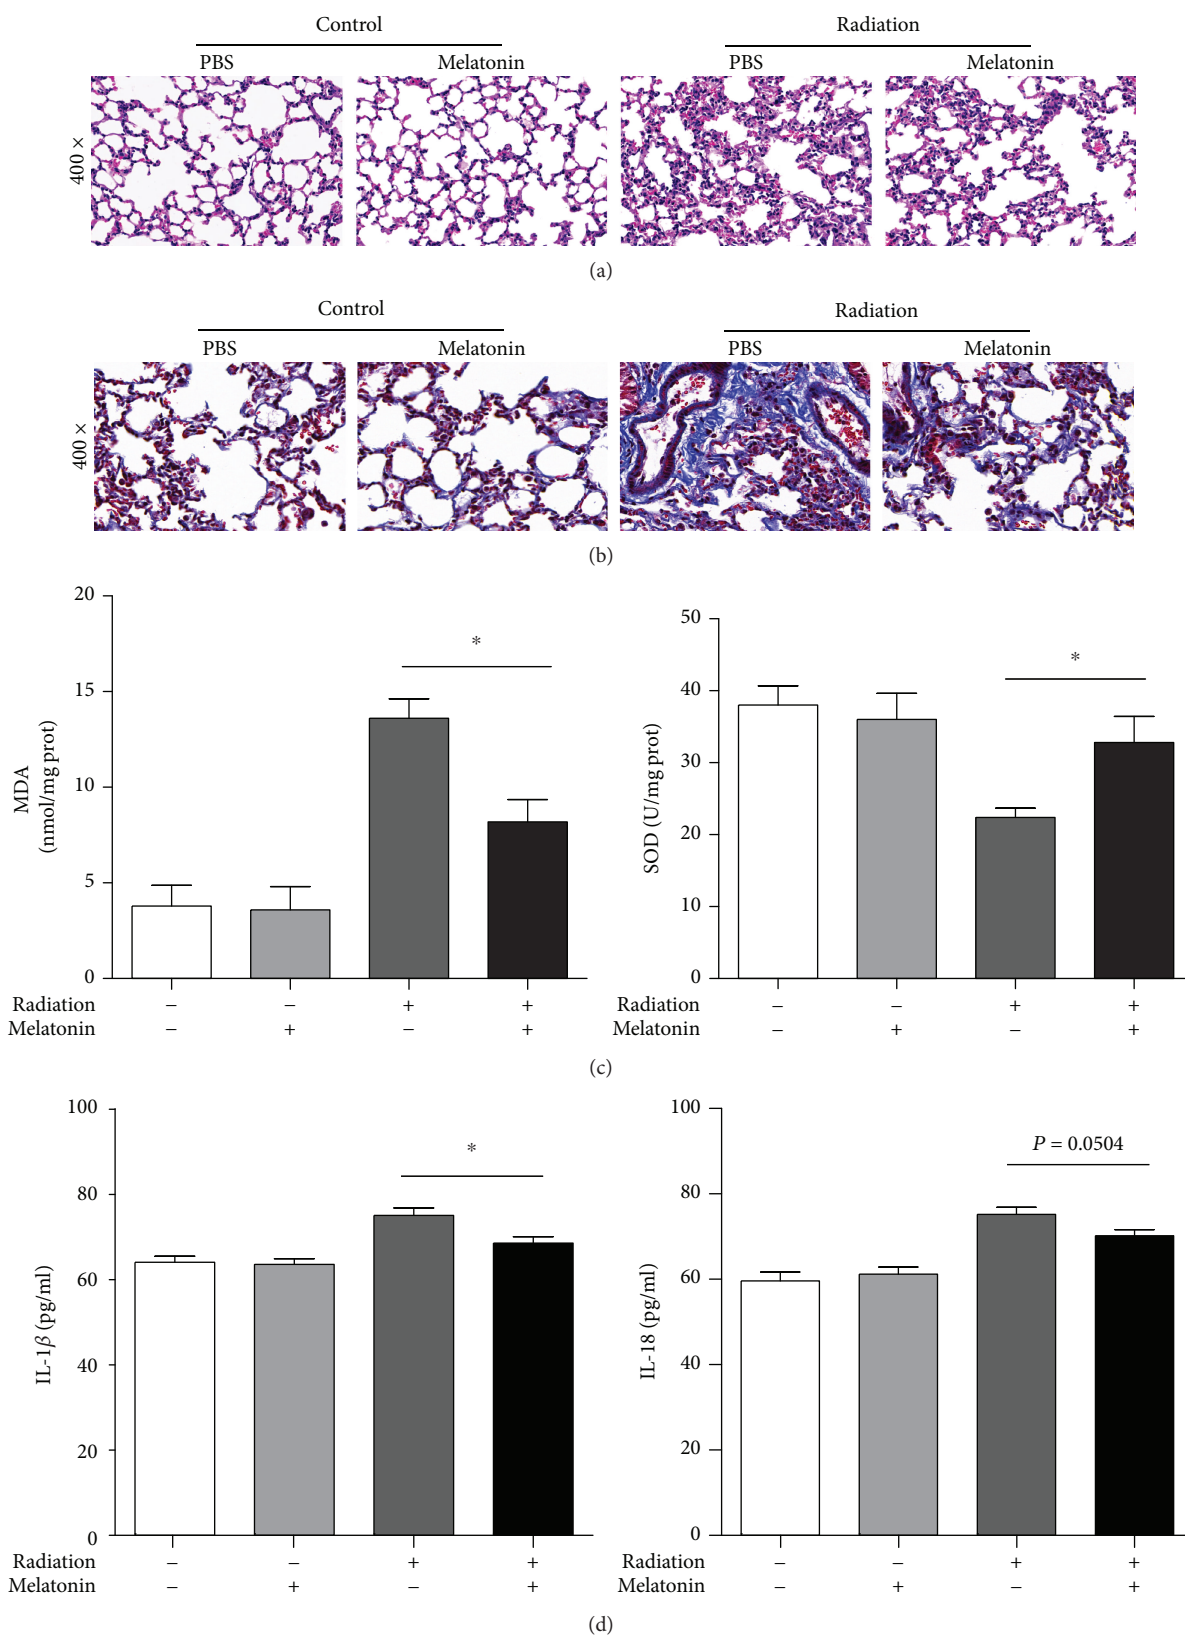 Control
Radiation
PBS
Melatonin
PBS
Melatonin
400 ×
(a)
Control
Radiation
PBS
Melatonin
PBS
Melatonin
400 ×
(b)
20
15
10
5
0
MDA
(nmol/mg prot)
*
Radiation − − + +
Melatonin − + − +
50
40
30
20
10
0
SOD (U/mg prot)
*
Radiation − − + +
Melatonin − + − +
(c)
100
80
60
40
20
0
IL-1β (pg/ml)
*
Radiation − − + +
Melatonin − + − +
100
80
60
40
20
0
IL-18 (pg/ml)
P = 0.0504
Radiation − − + +
Melatonin − + − +
(d)